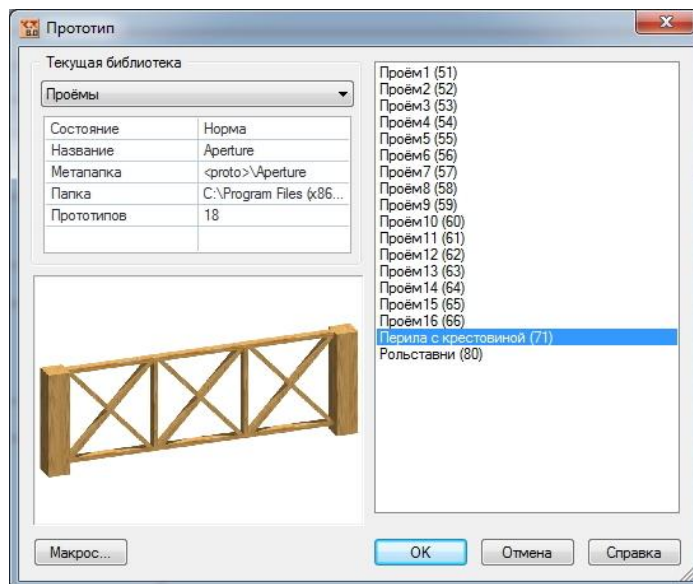 Прототип
Текущая библиотека
Проёмы
Состояние Норма
Название Aperture
Метапапка <proto>\Aperture
Папка C:\Program Files (x86...
Прототипов 18
Проём1 (51)
Проём2 (52)
Проём3 (53)
Проём4 (54)
Проём5 (55)
Проём6 (56)
Проём7 (57)
Проём8 (58)
Проём9 (59)
Проём10 (60)
Проём11 (61)
Проём12 (62)
Проём13 (63)
Проём14 (64)
Проём15 (65)
Проём16 (66)
Перила с крестовиной (71)
Рольставни (80)
Макрос...
OK
Отмена
Справка